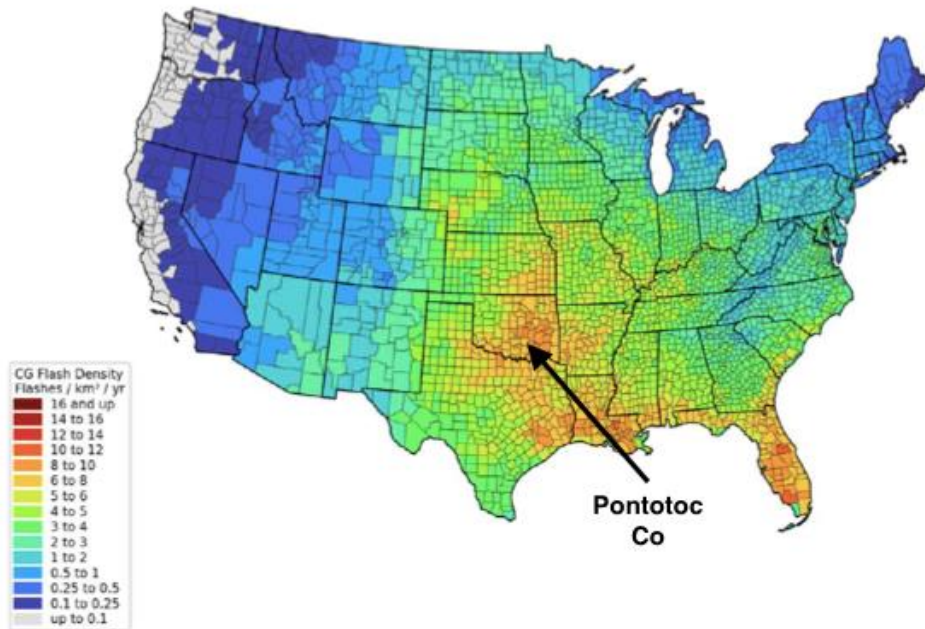 CG Flash Density
Flashes / km² / yr
16 and up
14 to 16
12 to 14
10 to 12
8 to 10
6 to 8
5 to 6
4 to 5
3 to 4
2 to 3
1 to 2
0.5 to 1
0.25 to 0.5
0.1 to 0.25
up to 0.1
Pontotoc
Co